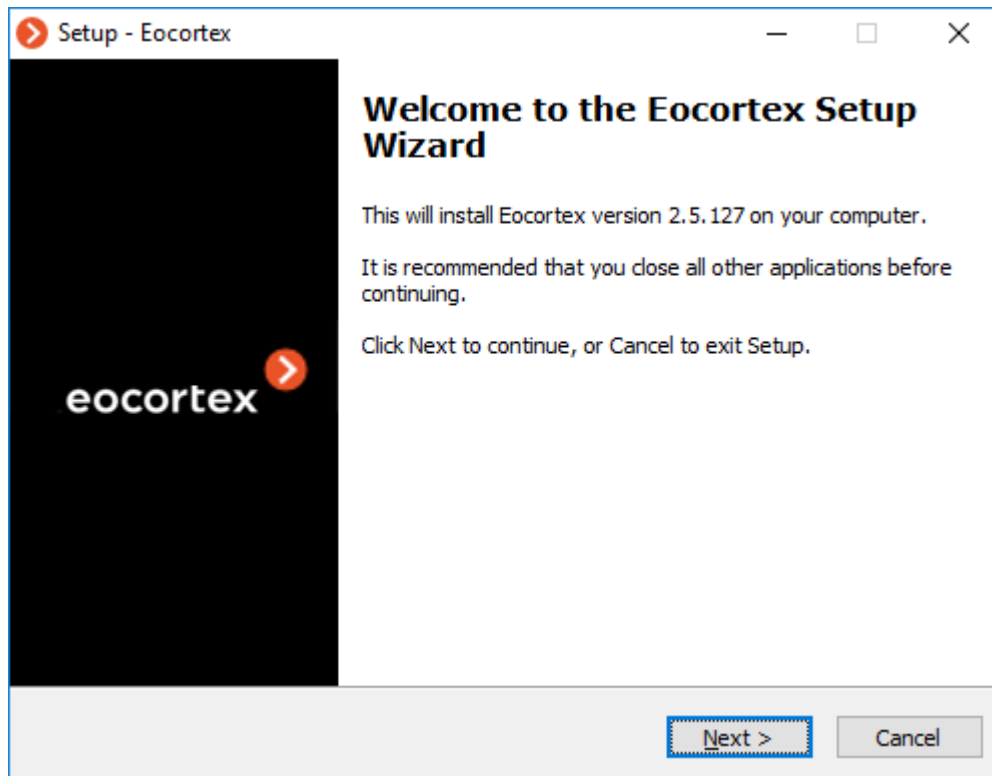 Setup - Eocortex
Welcome to the Eocortex Setup
Wizard
This will install Eocortex version 2.5.127 on your computer.
It is recommended that you close all other applications before
continuing.
Click Next to continue, or Cancel to exit Setup.
eocortex
Next >
Cancel